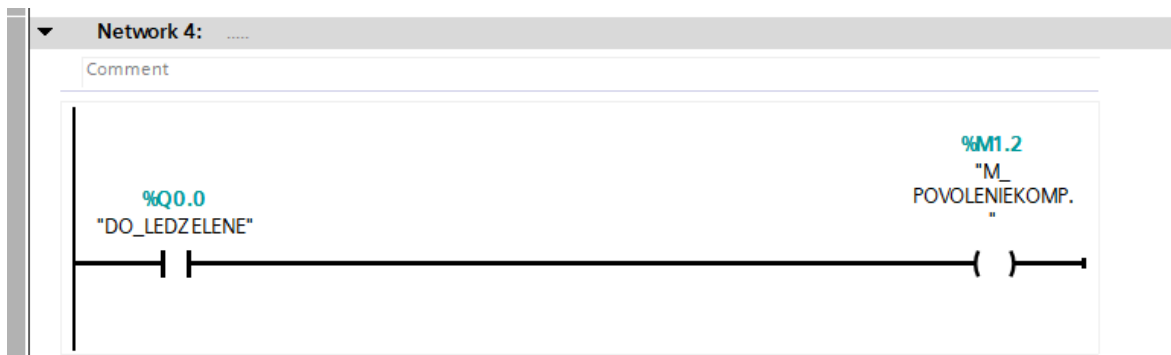 Network 4: .....
Comment
%M1.2
"M_
POVOLENIEKOMP.
"
%Q0.0
"DO_LEDZELENE"